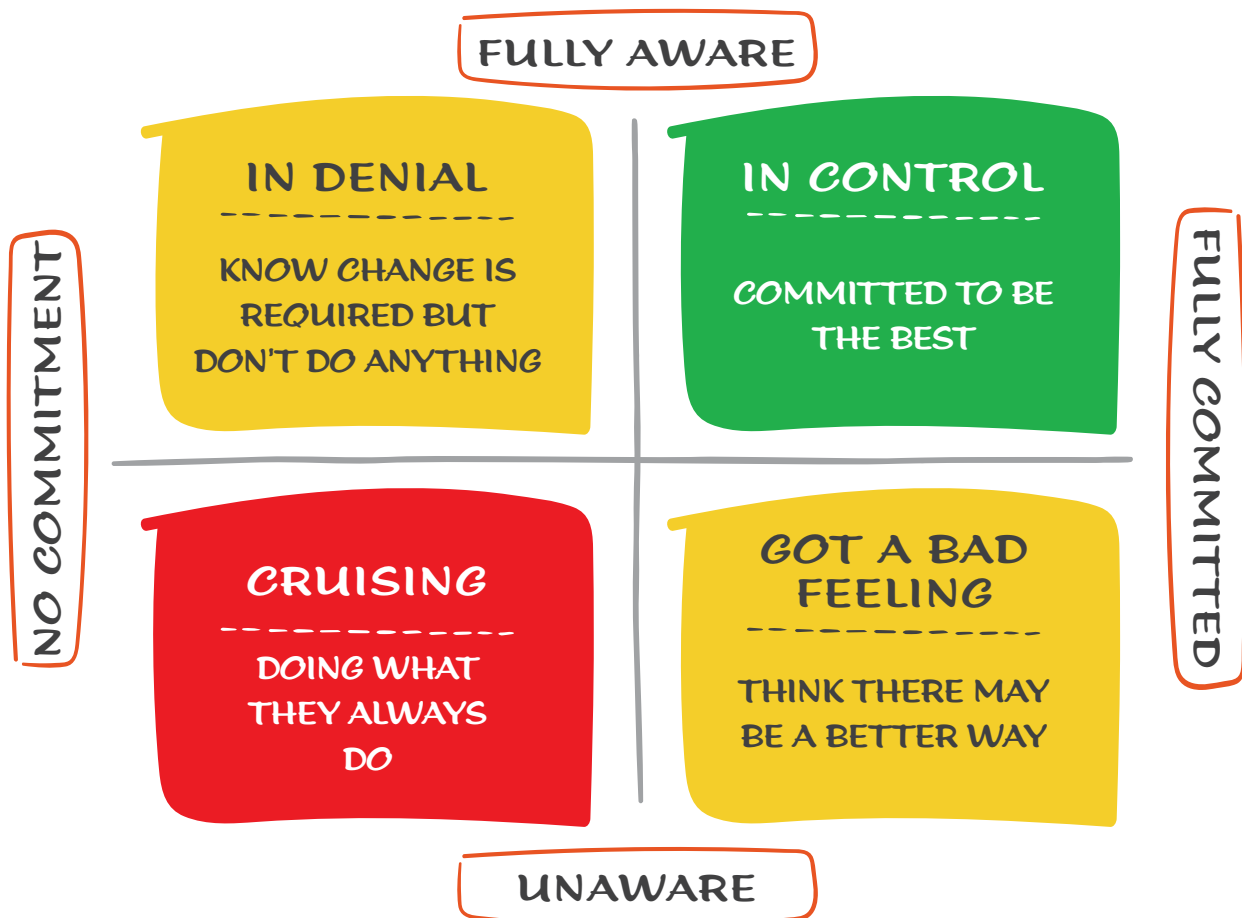 FULLY AWARE
IN DENIAL
KNOW CHANGE IS
REQUIRED BUT
DON'T DO ANYTHING
IN CONTROL
COMMITTED TO BE
THE BEST
NO COMMITMENT
FULLY COMMITTED
CRUISING
DOING WHAT
THEY ALWAYS
DO
GOT A BAD
FEELING
THINK THERE MAY
BE A BETTER WAY
UNAWARE